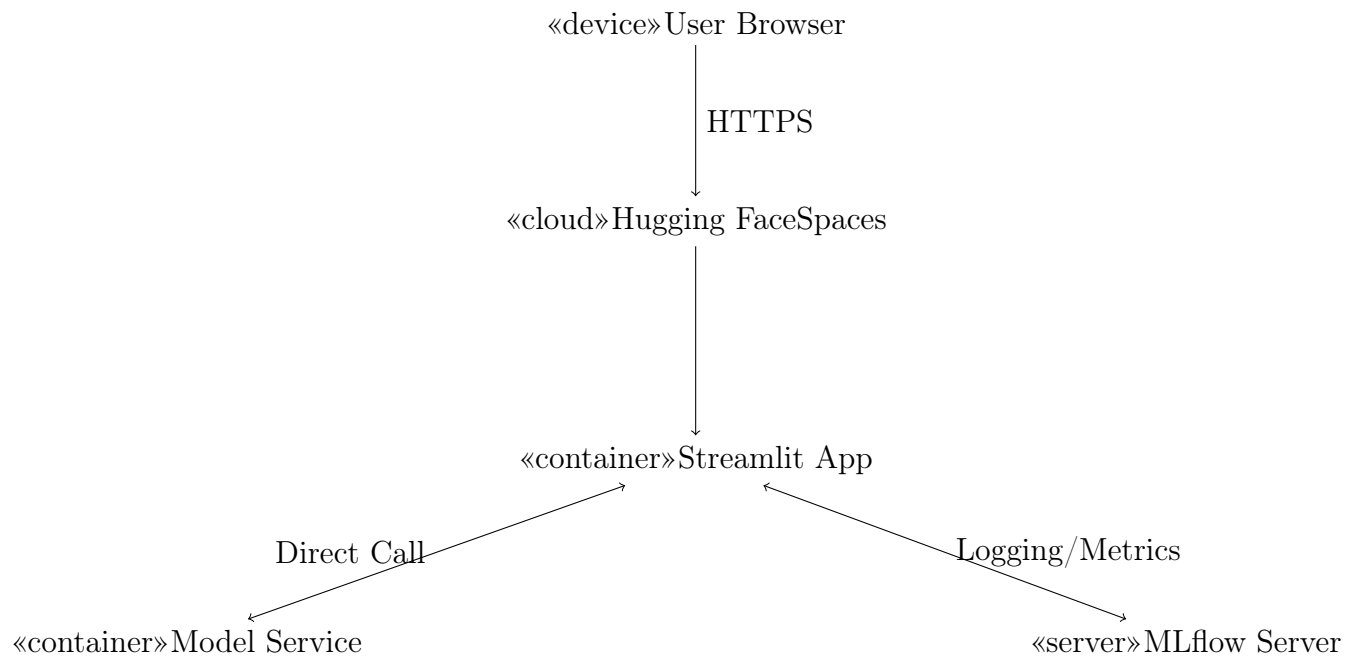 «device»User Browser
HTTPS
«cloud»Hugging FaceSpaces
«container»Streamlit App
Direct Call
Logging/Metrics
«container»Model Service
«server»MLflow Server